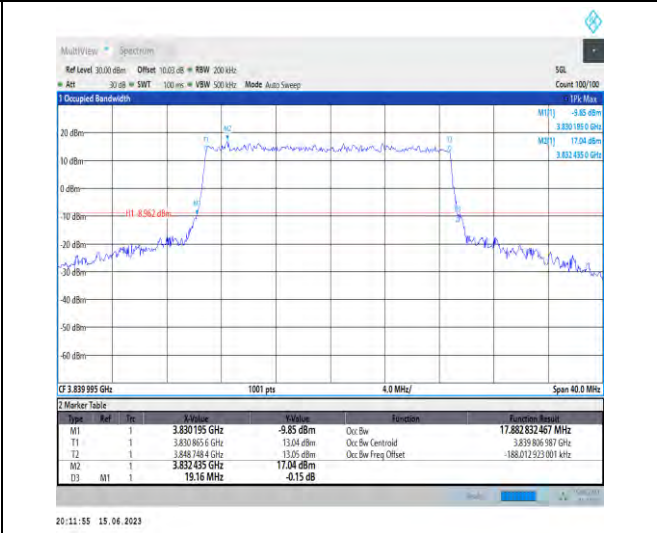 MultiView Spectrum
Ref Level 30.00 dBm Offset 10.03 dB RBW 200 kHz SGL
Att 30 dB SWT 100 ms VBW 500 kHz Mode Auto Sweep Count 100/100
1 Occupied Bandwidth 1Pk Max
M1[1] -9.85 dBm
3.830 195 0 GHz
M2[1] 17.04 dBm
3.832 435 0 GHz
M2
T1
20 dBm
10 dBm
0 dBm
M1
H1 -8.962 dBm
-10 dBm
-20 dBm
-30 dBm
-40 dBm
-50 dBm
-60 dBm
CF 3.839 995 GHz 1001 pts 4.0 MHz/ Span 40.0 MHz
2 Marker Table
Type Ref Trc X-Value Y-Value Function Function Result
M1 1 3.830 195 GHz -9.85 dBm Occ Bw 17.882 832 467 MHz
T1 1 3.830 865 6 GHz 13.04 dBm Occ Bw Centroid 3.839 806 987 GHz
T2 1 3.848 748 4 GHz 13.05 dBm Occ Bw Freq Offset -188.012 923 001 kHz
M2 1 3.832 435 GHz 17.04 dBm
D3 M1 1 19.16 MHz -0.15 dB
20:11:55 15.06.2023